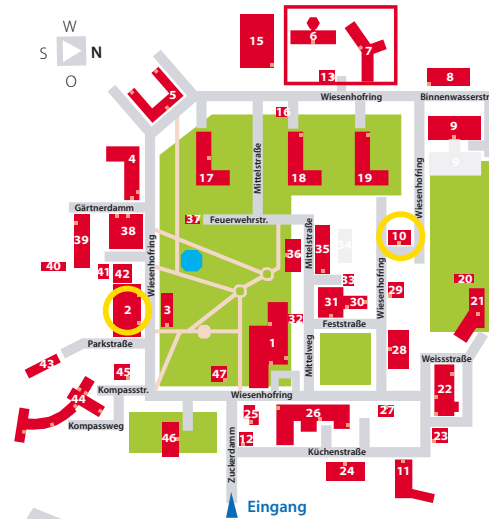 W
S
N
O
15
6
7
13
8
5
Wiesenhofring
Binnenwasserstr.
16
9
9
4
17
Mittelstraße
18
19
Wiesenhofring
Gärtnerdamm
37
Feuerwehrstr.
38
39
Wiesenhofring
Mittelstraße
35
34
10
36
40
41
42
33
Wiesenhofring
29
20
21
2
3
31
30
32
Feststraße
1
Parkstraße
Mittelweg
28
43
45
47
Weissstraße
22
Kompassstr.
Wiesenhofring
44
Kompassweg
25
26
27
46
Zuckerdamm
12
23
Küchenstraße
24
11
Eingang